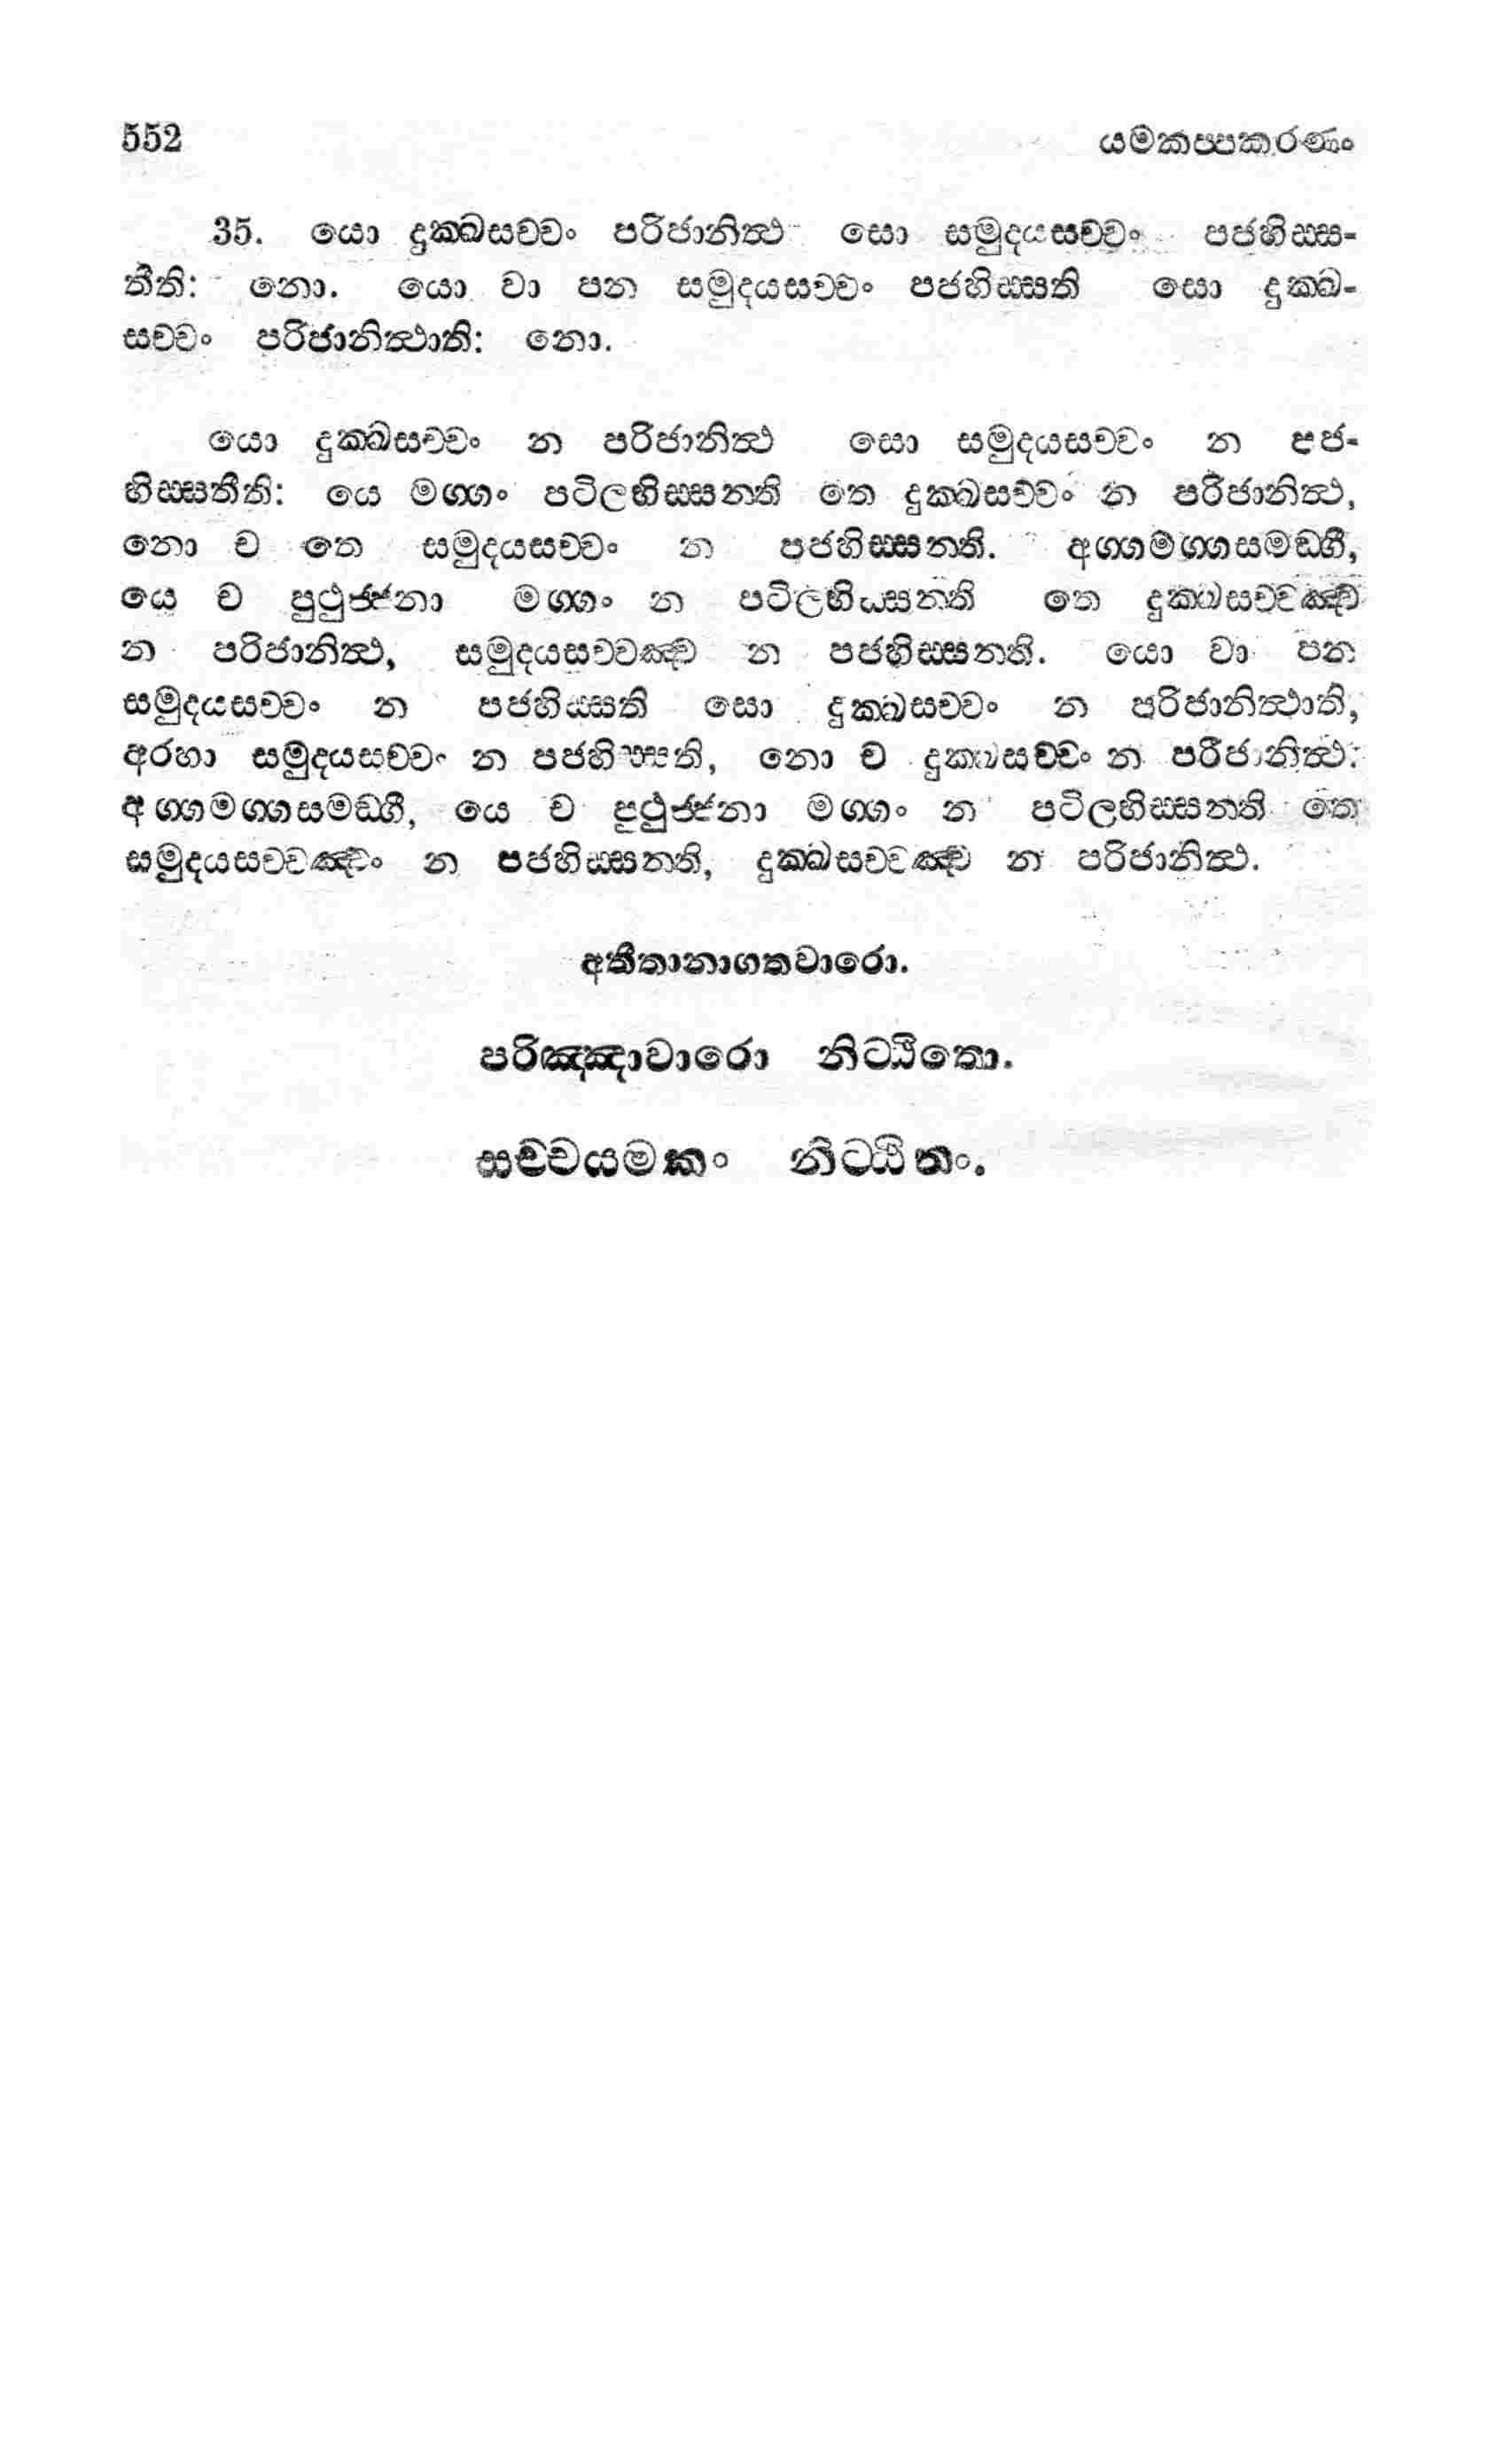 552 යමකප්පකරණං
35. යො දුක්ඛසච්චං පරිජානිත්ථ සො සමුදයසච්චං පජහිස්ස-
තීති: නො. යො වා පන සමුදයසච්චං පජහිස්සති සො දුක්ඛ-
සච්චං පරිජානිත්ථාති: නො.
යො දුක්ඛසච්චං න පරිජානිත්ථ සො සමුදයසච්චං න පජ-
හිස්සතීති: යෙ මග්ගං පටිලභිස්සන්ති තෙ දුක්ඛසච්චං න පරිජානිත්ථ,
නො ච තෙ සමුදයසච්චං න පජහිස්සන්ති. අග්ගමග්ගසමඞ්ගී,
යෙ ච පුථුජ්ජනා මග්ගං න පටිලභිස්සන්ති තෙ දුක්ඛසච්චඤ්ච
න පරිජානිත්ථ, සමුදයසච්චඤ්ච න පජහිස්සන්ති. යො වා පන
සමුදයසච්චං න පජහිස්සති සො දුක්ඛසච්චං න පරිජානිත්ථාති,
අරහා සමුදයසච්චං න පජහිස්සති, නො ච දුක්ඛසච්චං න පරිජානිත්ථ.
අග්ගමග්ගසමඞ්ගී, යෙ ච පුථුජ්ජනා මග්ගං න පටිලභිස්සන්ති තෙ
සමුදයසච්චඤ්චං න පජහිස්සන්ති, දුක්ඛසච්චඤ්ච න පරිජානිත්ථ.
අතීතානාගතවාරො.
පරිඤ්ඤාවාරො නිට්ඨිතො.
සච්චයමකං නිට්ඨිතං.